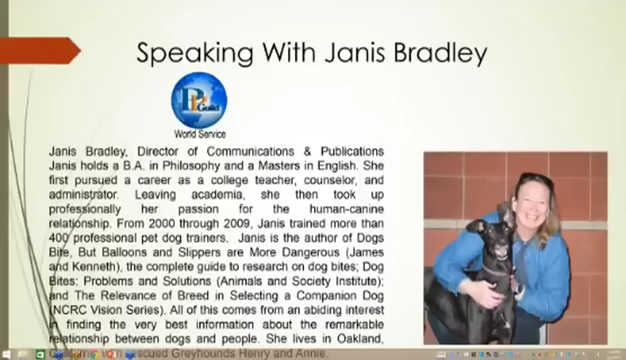 Speaking With Janis Bradley
PP
Guild
World Service
Janis Bradley, Director of Communications & Publications
Janis holds a B.A. in Philosophy and a Masters in English. She
first pursued a career as a college teacher, counselor, and
administrator. Leaving academia, she then took up
professionally her passion for the human-canine
relationship. From 2000 through 2009, Janis trained more than
400 professional pet dog trainers. Janis is the author of Dogs
Bite, But Balloons and Slippers are More Dangerous (James
and Kenneth), the complete guide to research on dog bites; Dog
Bites: Problems and Solutions (Animals and Society Institute);
and The Relevance of Breed in Selecting a Companion Dog
(NCRC Vision Series). All of this comes from an abiding interest
in finding the very best information about the remarkable
relationship between dogs and people. She lives in Oakland,
with rescued Greyhounds Henry and Annie.